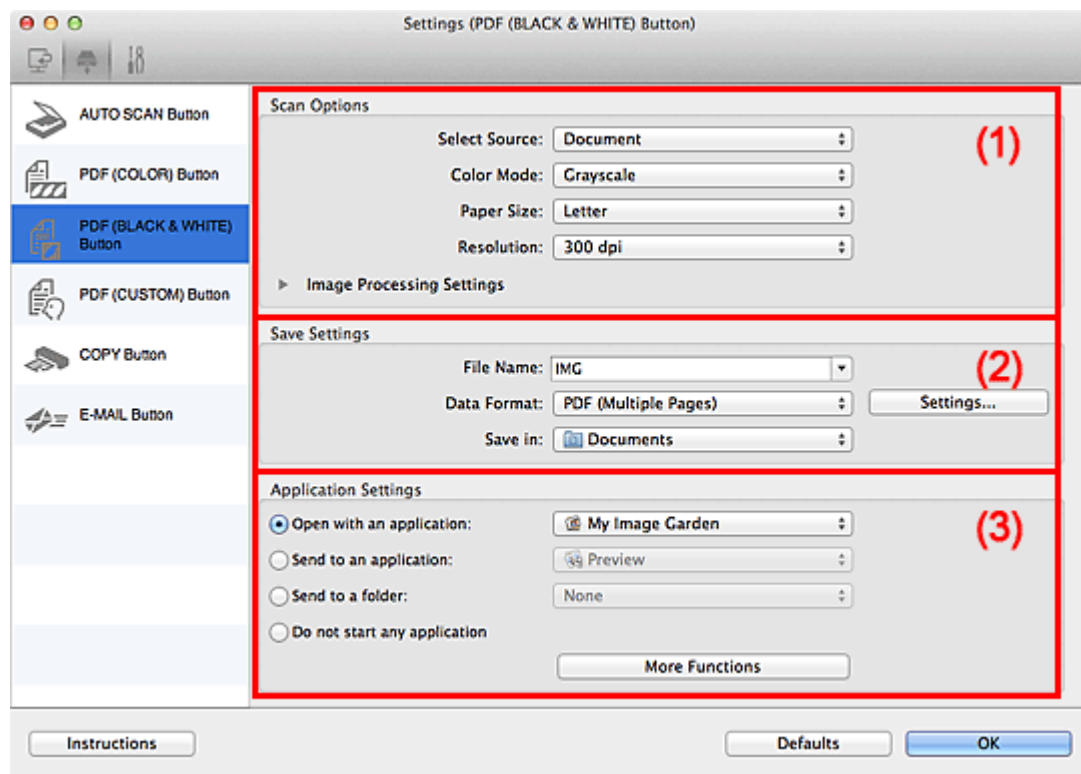 Settings (PDF (BLACK & WHITE) Button)
AUTO SCAN Button
PDF (COLOR) Button
PDF (BLACK & WHITE)
Button
PDF (CUSTOM) Button
COPY Button
E-MAIL Button
Scan Options
(1)
Select Source: Document
Color Mode: Grayscale
Paper Size: Letter
Resolution: 300 dpi
Image Processing Settings
Save Settings
(2)
File Name: IMG
Data Format: PDF (Multiple Pages) Settings...
Save in: Documents
Application Settings
(3)
Open with an application: My Image Garden
Send to an application: Preview
Send to a folder: None
Do not start any application
More Functions
Instructions Defaults OK